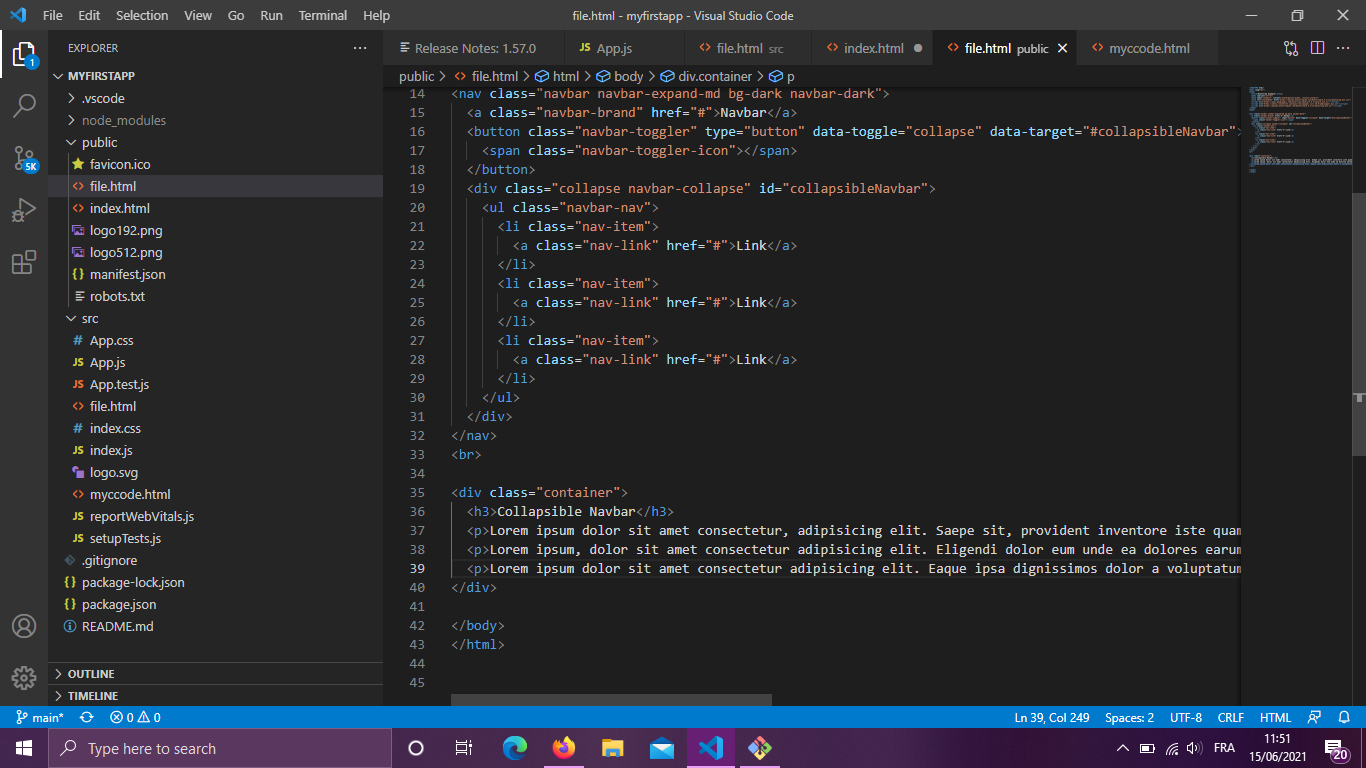 File Edit Selection View Go Run Terminal Help file.html - myfirstapp - Visual Studio Code
EXPLORER
Release Notes: 1.57.0 JS App.js file.html src index.html file.html public myccode.html
public > file.html > html > body > div.container > p
1
5K
MYFIRSTAPP
.vscode
node_modules
public
favicon.ico
file.html
index.html
logo192.png
logo512.png
{} manifest.json
robots.txt
src
# App.css
JS App.js
JS App.test.js
file.html
# index.css
JS index.js
logo.svg
myccode.html
JS reportWebVitals.js
JS setupTests.js
.gitignore
{} package-lock.json
{} package.json
README.md
OUTLINE
TIMELINE
14 <nav class="navbar navbar-expand-md bg-dark navbar-dark">
15 <a class="navbar-brand" href="#">Navbar</a>
16 <button class="navbar-toggler" type="button" data-toggle="collapse" data-target="#collapsibleNavbar">
17 <span class="navbar-toggler-icon"></span>
18 </button>
19 <div class="collapse navbar-collapse" id="collapsibleNavbar">
20 <ul class="navbar-nav">
21 <li class="nav-item">
22 <a class="nav-link" href="#">Link</a>
23 </li>
24 <li class="nav-item">
25 <a class="nav-link" href="#">Link</a>
26 </li>
27 <li class="nav-item">
28 <a class="nav-link" href="#">Link</a>
29 </li>
30 </ul>
31 </div>
32 </nav>
33 <br>
34
35 <div class="container">
36 <h3>Collapsible Navbar</h3>
37 <p>Lorem ipsum dolor sit amet consectetur, adipisicing elit. Saepe sit, provident inventore iste quam
38 <p>Lorem ipsum, dolor sit amet consectetur adipisicing elit. Eligendi dolor eum unde ea dolores earum
39 <p>Lorem ipsum dolor sit amet consectetur adipisicing elit. Eaque ipsa dignissimos dolor a voluptatum
40 </div>
41
42 </body>
43 </html>
44
45
main* 0 0 Ln 39, Col 249 Spaces: 2 UTF-8 CRLF HTML
Type here to search
FRA
11:51
15/06/2021
20